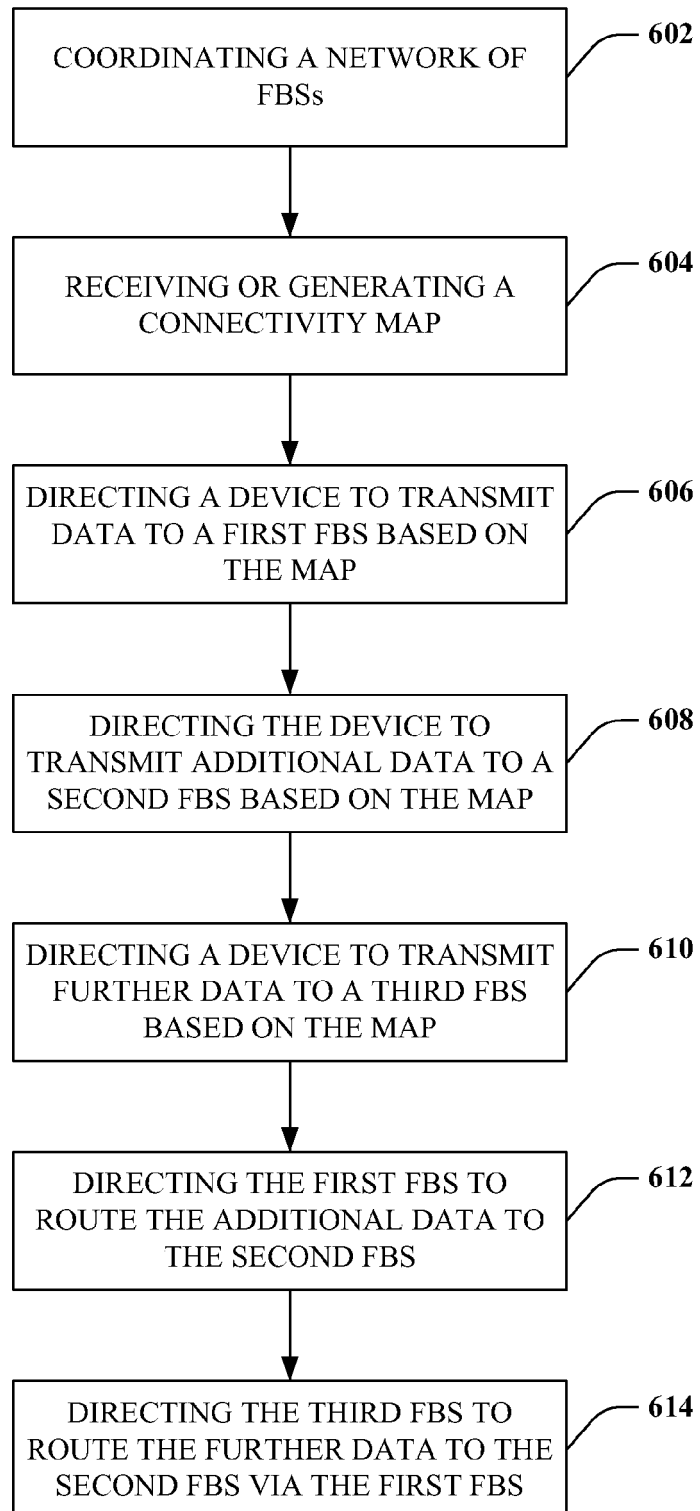 COORDINATING A NETWORK OF
FBSs
602
RECEIVING OR GENERATING A
CONNECTIVITY MAP
604
DIRECTING A DEVICE TO TRANSMIT
DATA TO A FIRST FBS BASED ON
THE MAP
606
DIRECTING THE DEVICE TO
TRANSMIT ADDITIONAL DATA TO A
SECOND FBS BASED ON THE MAP
608
DIRECTING A DEVICE TO TRANSMIT
FURTHER DATA TO A THIRD FBS
BASED ON THE MAP
610
DIRECTING THE FIRST FBS TO
ROUTE THE ADDITIONAL DATA TO
THE SECOND FBS
612
DIRECTING THE THIRD FBS TO
ROUTE THE FURTHER DATA TO THE
SECOND FBS VIA THE FIRST FBS
614